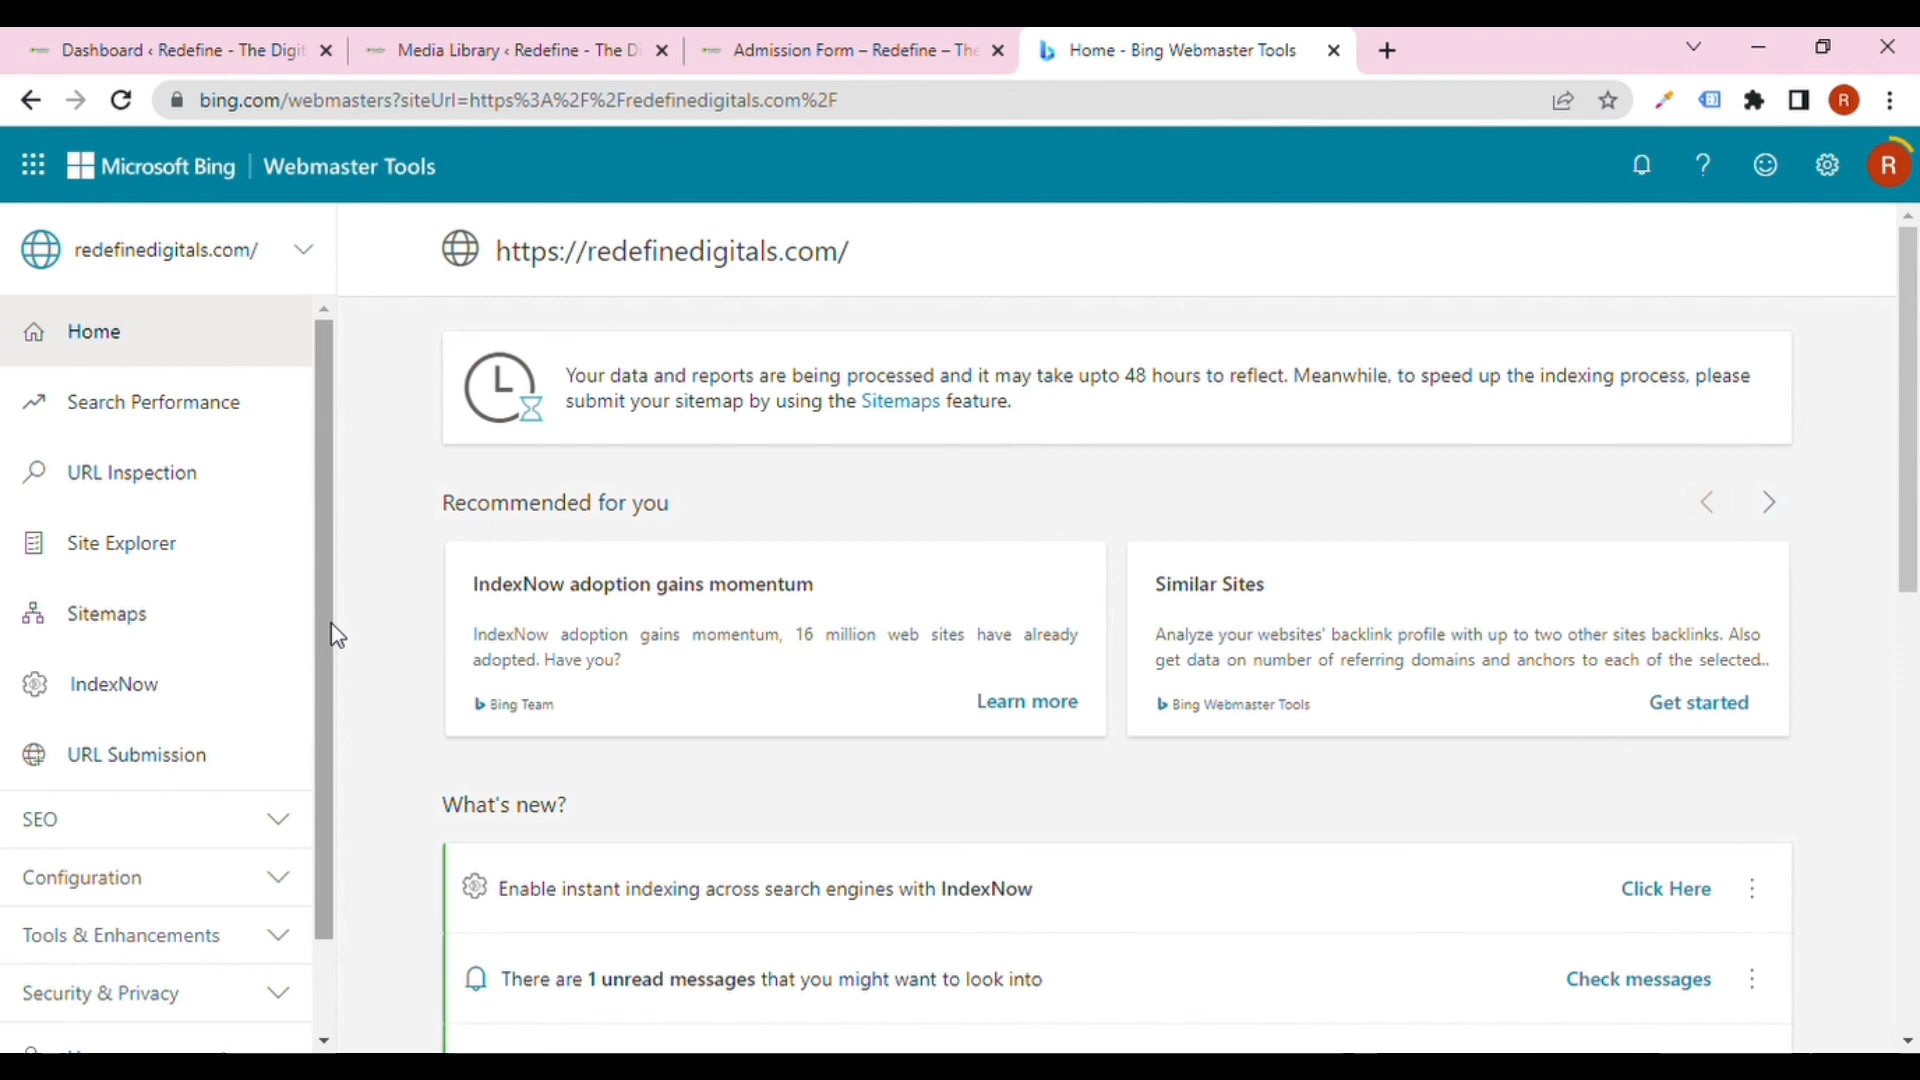 Dashboard ‹ Redefine - The Digit
Media Library ‹ Redefine - The D
Admission Form – Redefine – The
Home - Bing Webmaster Tools
bing.com/webmasters?siteUrl=https%3A%2F%2Fredefinedigitals.com%2F
R
Microsoft Bing | Webmaster Tools
R
redefinedigitals.com/
https://redefinedigitals.com/
Home
Search Performance
URL Inspection
Site Explorer
Sitemaps
IndexNow
URL Submission
SEO
Configuration
Tools & Enhancements
Security & Privacy
Your data and reports are being processed and it may take upto 48 hours to reflect. Meanwhile, to speed up the indexing process, please
submit your sitemap by using the Sitemaps feature.
Recommended for you
IndexNow adoption gains momentum
IndexNow adoption gains momentum, 16 million web sites have already
adopted. Have you?
Bing Team
Learn more
Similar Sites
Analyze your websites' backlink profile with up to two other sites backlinks. Also
get data on number of referring domains and anchors to each of the selected...
Bing Webmaster Tools
Get started
What's new?
Enable instant indexing across search engines with IndexNow
Click Here
There are 1 unread messages that you might want to look into
Check messages